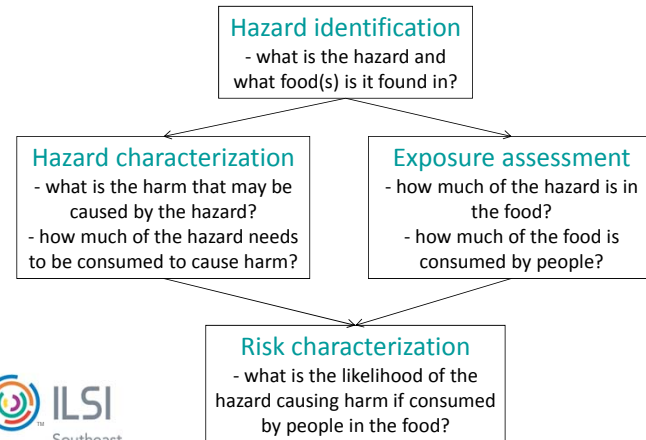 Hazard identification
- what is the hazard and
what food(s) is it found in?
Hazard characterization
- what is the harm that may be
caused by the hazard?
- how much of the hazard needs
to be consumed to cause harm?
Exposure assessment
- how much of the hazard is in
the food?
- how much of the food is
consumed by people?
Risk characterization
- what is the likelihood of the
hazard causing harm if consumed
by people in the food?
TM
ILSI
Southeast